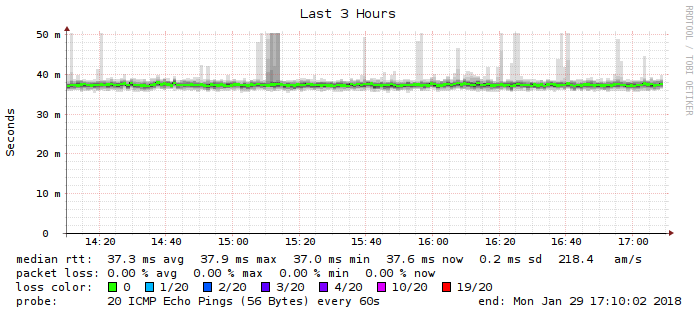 Last 3 Hours
RRDTOOL / TOBI OETIKER
Seconds
50 m
40 m
30 m
20 m
10 m
0
14:20 14:40 15:00 15:20 15:40 16:00 16:20 16:40 17:00
median rtt: 37.3 ms avg 37.9 ms max 37.0 ms min 37.6 ms now 0.2 ms sd 218.4 am/s
packet loss: 0.00 % avg 0.00 % max 0.00 % min 0.00 % now
loss color: 0 1/20 2/20 3/20 4/20 10/20 19/20
probe: 20 ICMP Echo Pings (56 Bytes) every 60s end: Mon Jan 29 17:10:02 2018